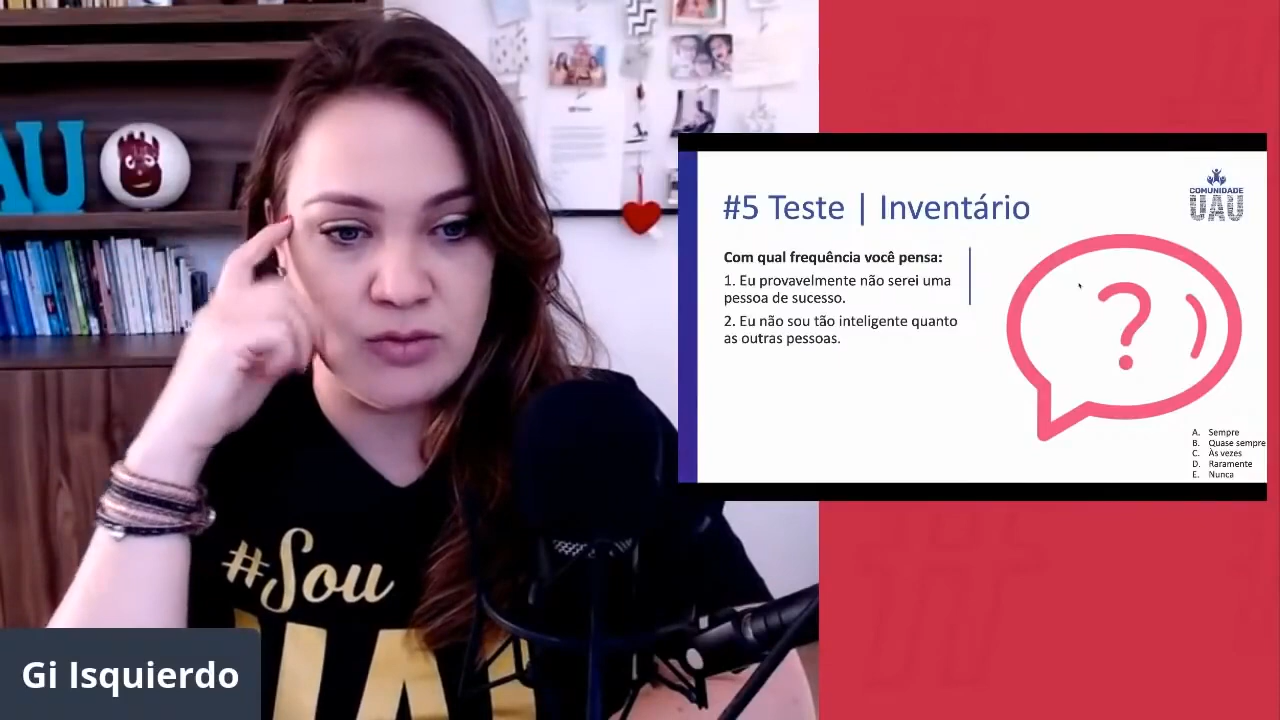 AU
#Sou
UAU
Gi Isquierdo
#5 Teste | Inventário
COMUNIDADE
UAU
Com qual frequência você pensa:
1. Eu provavelmente não serei uma
pessoa de sucesso.
2. Eu não sou tão inteligente quanto
as outras pessoas.
?
A. Sempre
B. Quase sempre
C. Às vezes
D. Raramente
E. Nunca